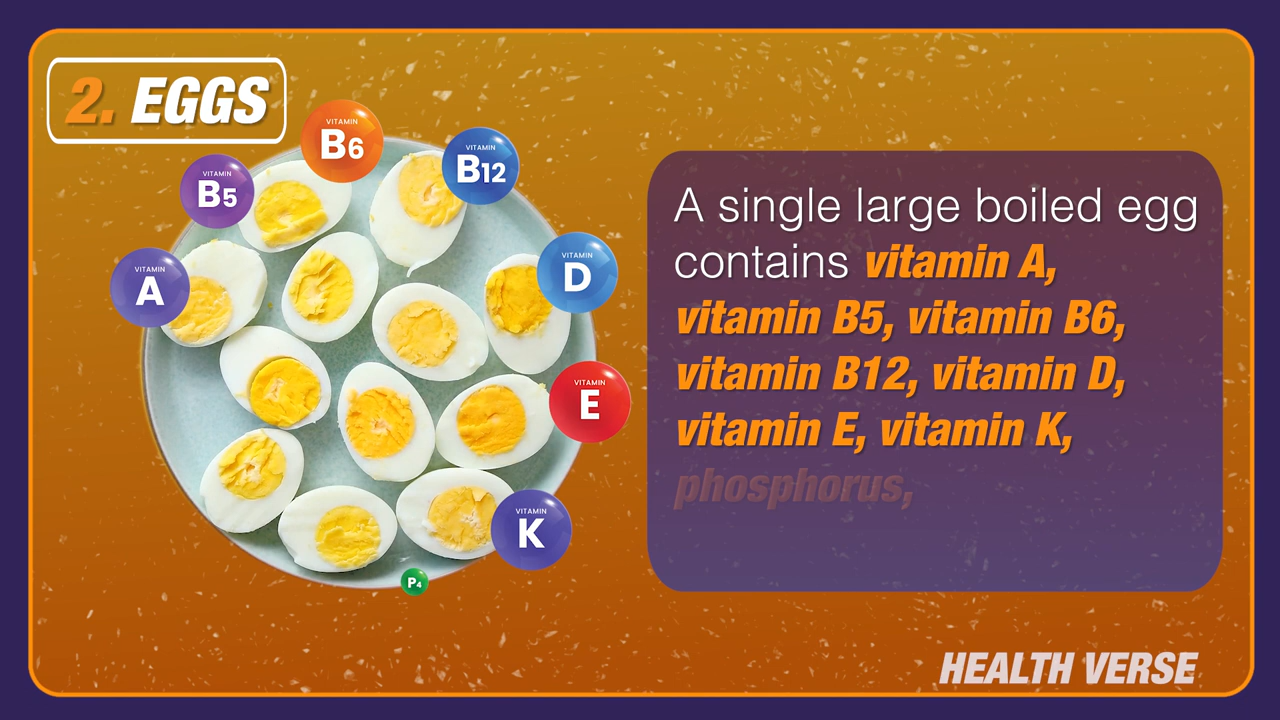 2. EGGS
VITAMIN
B6
VITAMIN
B12
VITAMIN
B5
VITAMIN
A
VITAMIN
D
VITAMIN
E
VITAMIN
K
P4
A single large boiled egg
contains vitamin A,
vitamin B5, vitamin B6,
vitamin B12, vitamin D,
vitamin E, vitamin K,
phosphorus,
HEALTH VERSE